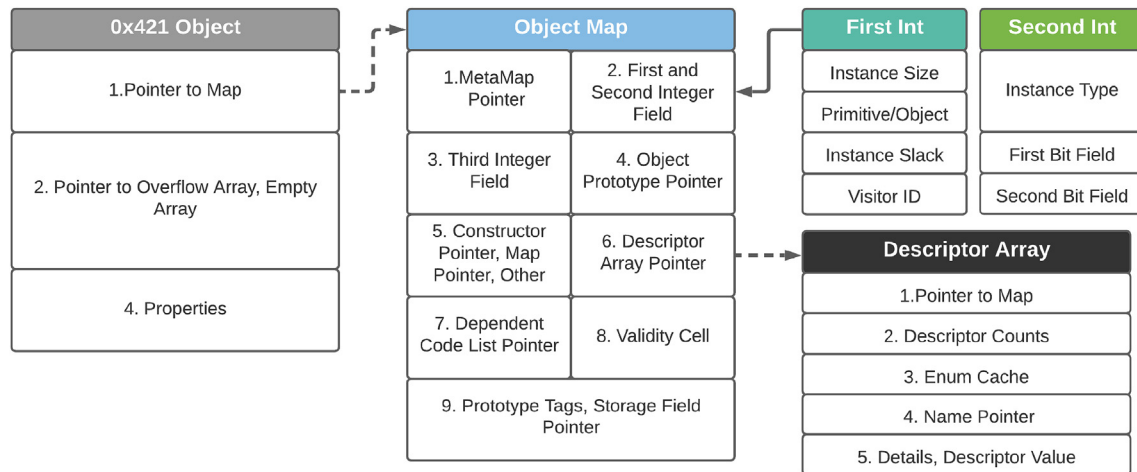 0x421 Object
1.Pointer to Map
2. Pointer to Overflow Array, Empty
Array
4. Properties
Object Map
1.MetaMap
Pointer
2. First and
Second Integer
Field
3. Third Integer
Field
4. Object
Prototype Pointer
5. Constructor
Pointer, Map
Pointer, Other
6. Descriptor
Array Pointer
7. Dependent
Code List Pointer
8. Validity Cell
9. Prototype Tags, Storage Field
Pointer
First Int
Instance Size
Primitive/Object
Instance Slack
Visitor ID
Second Int
Instance Type
First Bit Field
Second Bit Field
Descriptor Array
1.Pointer to Map
2. Descriptor Counts
3. Enum Cache
4. Name Pointer
5. Details, Descriptor Value